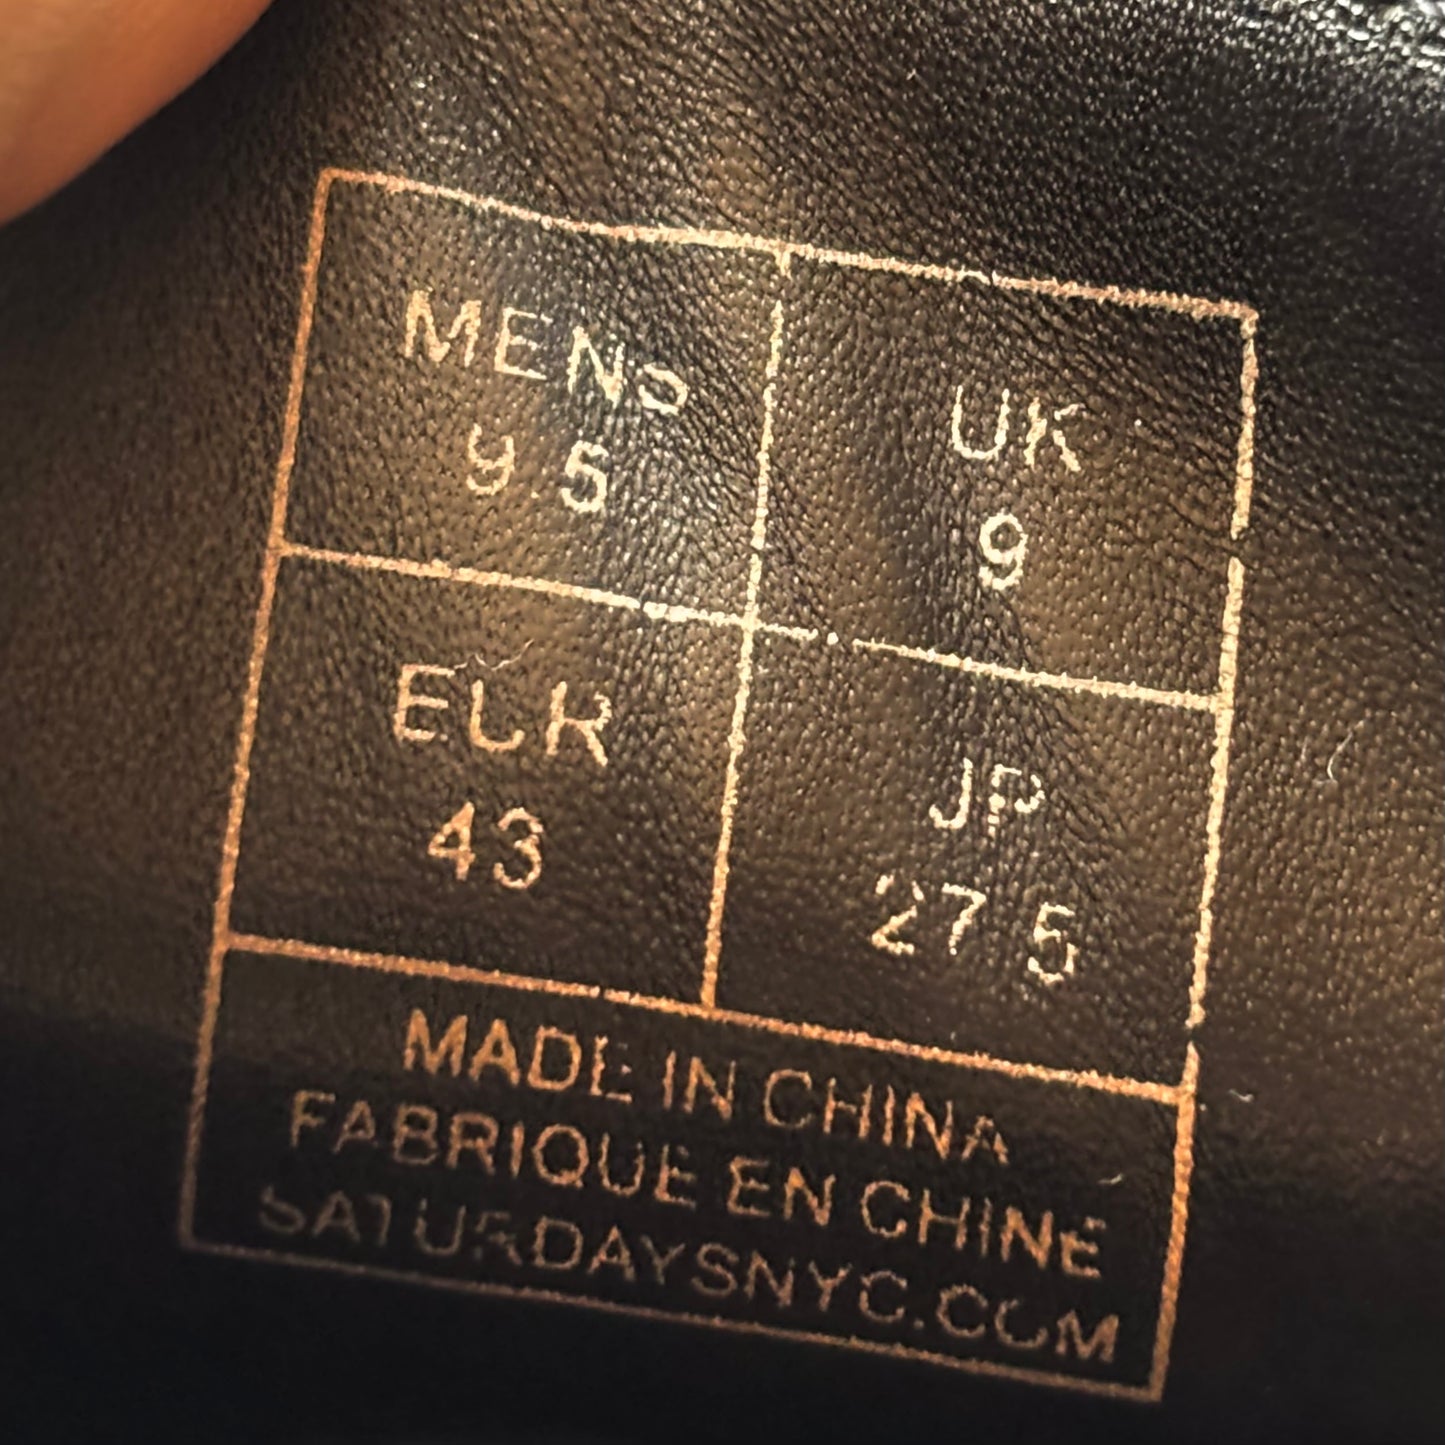 MENS
9.5
UK
9
EUR
43
JP
27.5
MADE IN CHINA
FABRIQUE EN CHINE
SATURDAYSNYC.COM